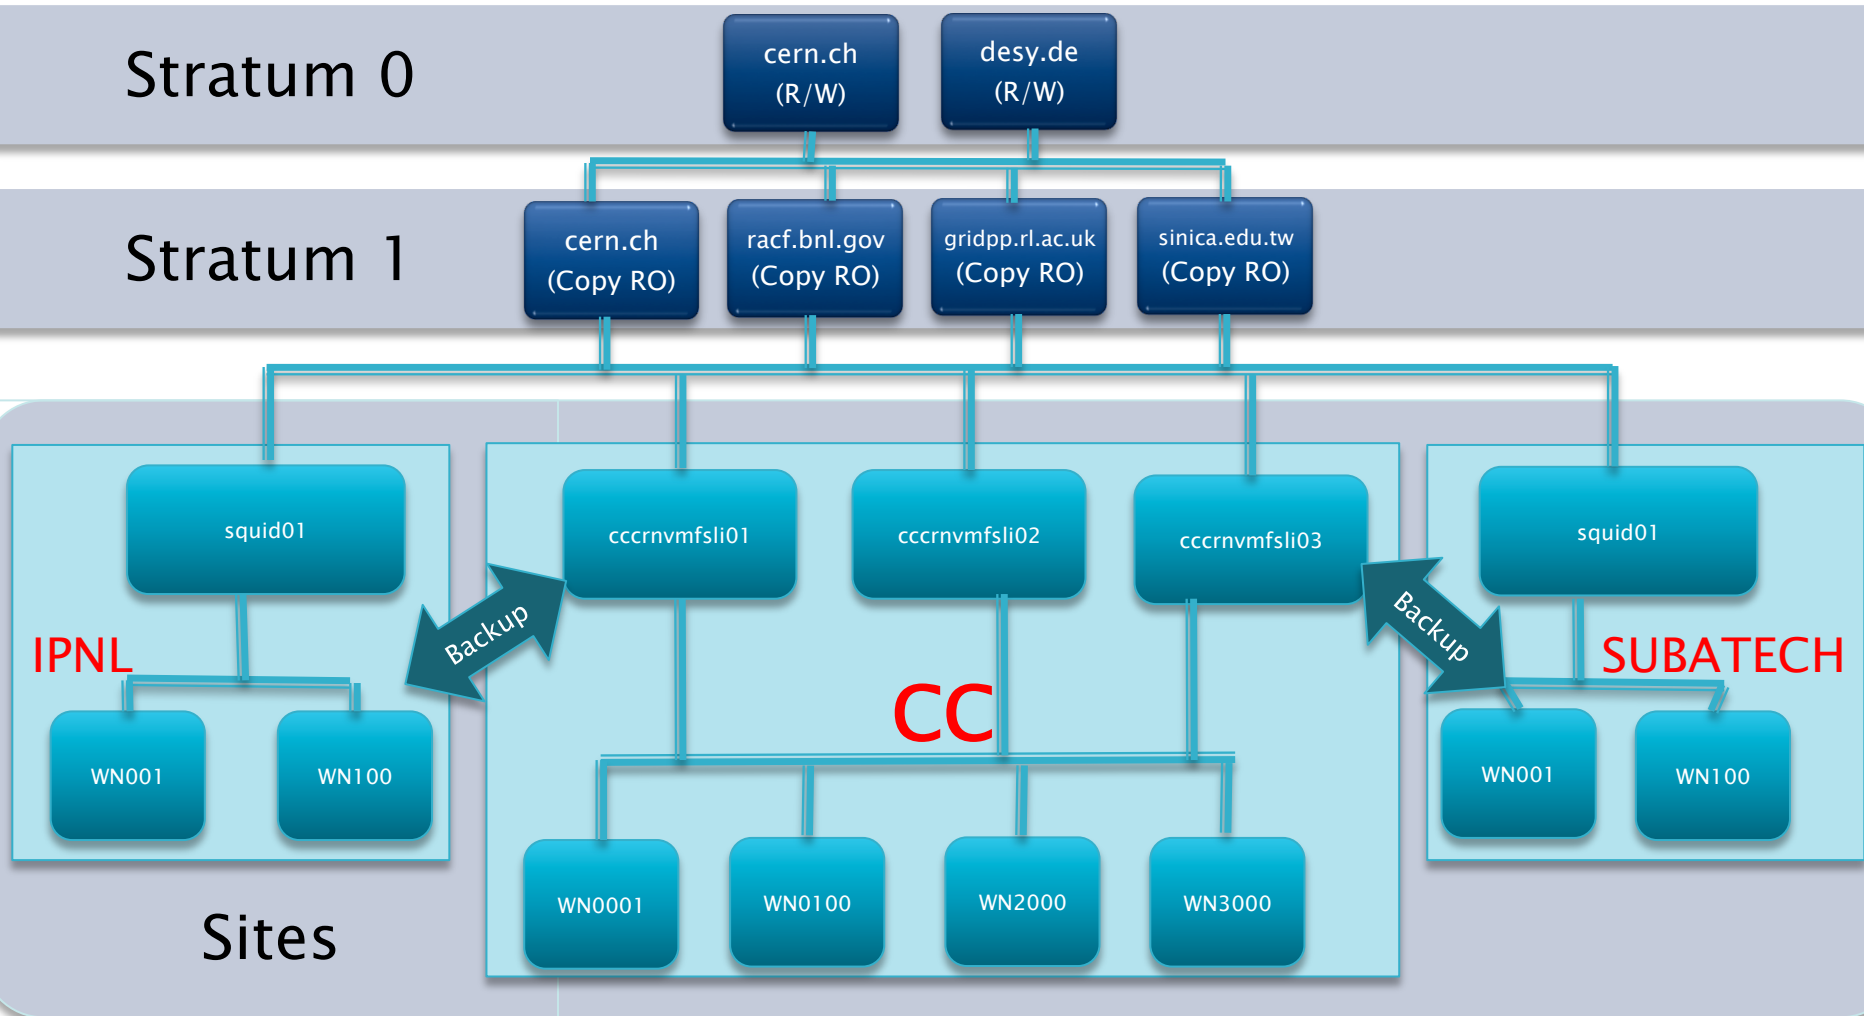 Stratum 0
cern.ch
(R/W)
desy.de
(R/W)
Stratum 1
cern.ch
(Copy RO)
racf.bnl.gov
(Copy RO)
gridpp.rl.ac.uk
(Copy RO)
sinica.edu.tw
(Copy RO)
squid01
cccrnvmfsli01
cccrnvmfsli02
cccrnvmfsli03
squid01
Backup
Backup
IPNL
CC
SUBATECH
WN001
WN100
WN001
WN100
WN0001
WN0100
WN2000
WN3000
Sites